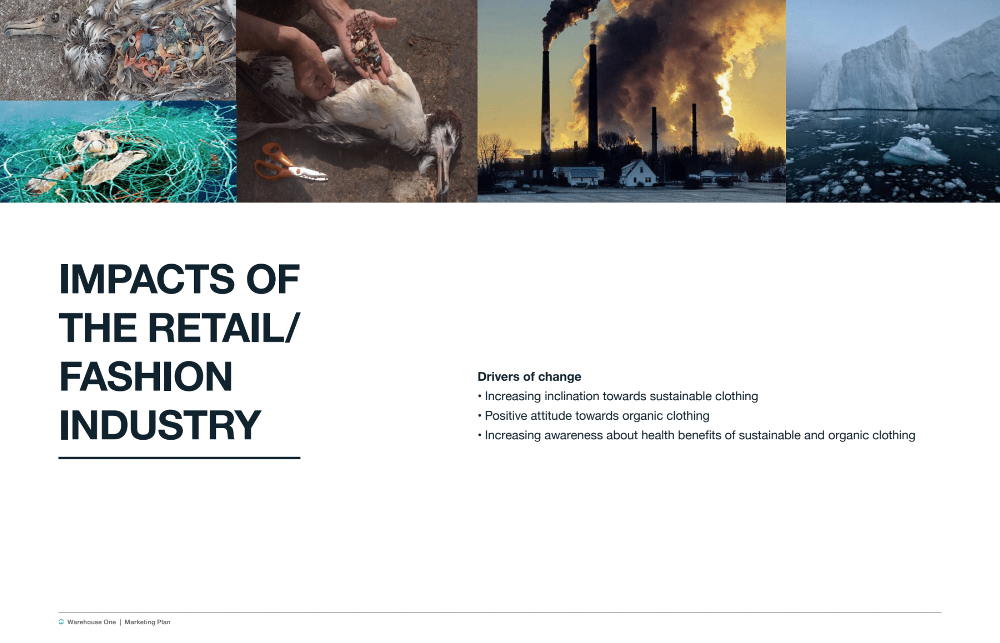 IMPACTS OF
THE RETAIL/
FASHION
INDUSTRY
Drivers of change
• Increasing inclination towards sustainable clothing
• Positive attitude towards organic clothing
• Increasing awareness about health benefits of sustainable and organic clothing
Warehouse One | Marketing Plan